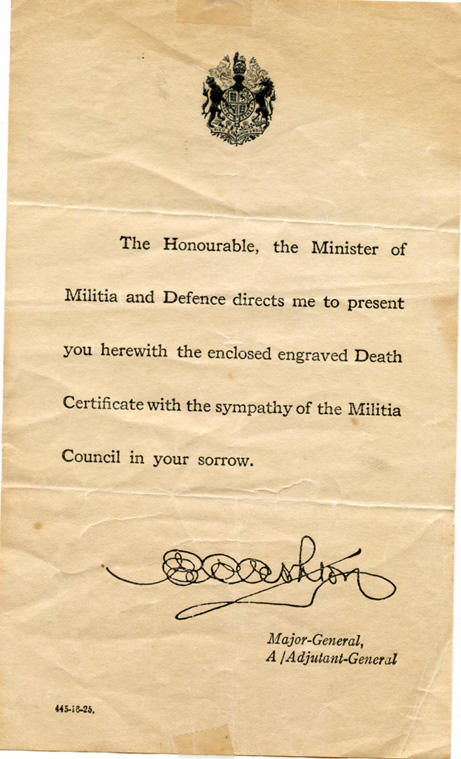 The Honourable, the Minister of
Militia and Defence directs me to present
you herewith the enclosed engraved Death
Certificate with the sympathy of the Militia
Council in your sorrow.
Major-General,
A/Adjutant-General
445-16-25.